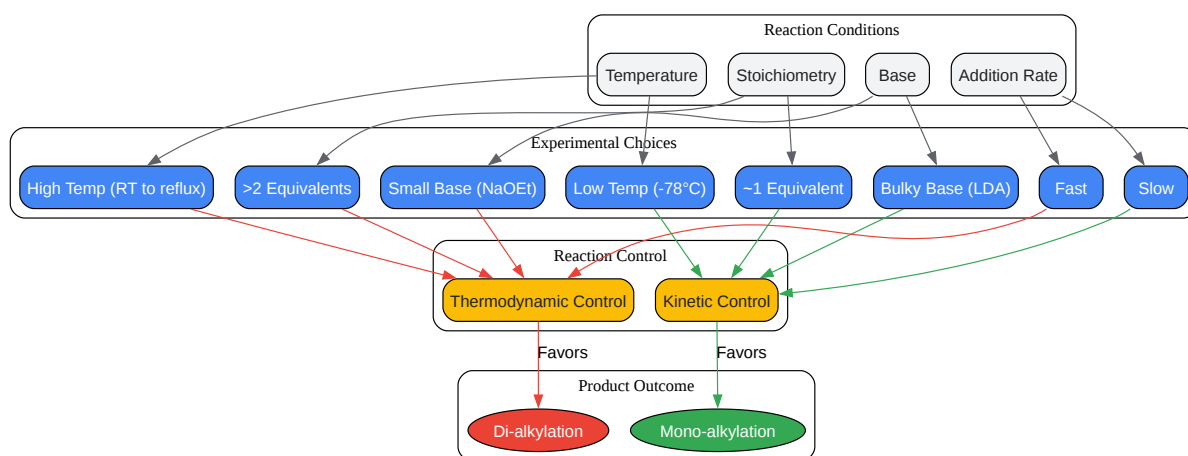 Reaction Conditions
Temperature
Stoichiometry
Base
Addition Rate
Experimental Choices
High Temp (RT to reflux)
>2 Equivalents
Small Base (NaOEt)
Low Temp (-78°C)
~1 Equivalent
Bulky Base (LDA)
Fast
Slow
Reaction Control
Thermodynamic Control
Kinetic Control
Favors
Favors
Product Outcome
Di-alkylation
Mono-alkylation